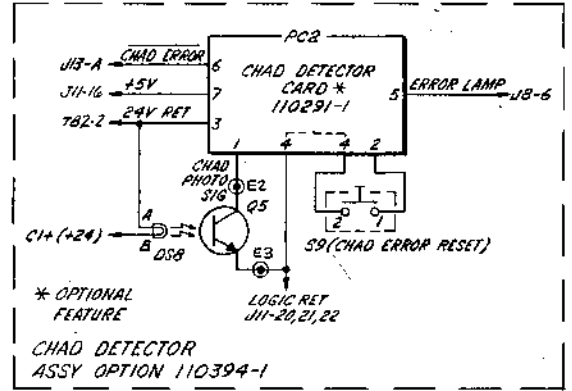 PC2
CHAD DETECTOR
CARD *
110291-1
J13-A
CHAD ERROR
6
J11-16
+5V
7
TB2-2
24V RET
3
5
ERROR LAMP
J8-6
1
4
4
2
CHAD
PHOTO
SIG
E2
Q5
A
B
C1+(+24)
DS8
E3
2
1
S9 (CHAD ERROR RESET)
LOGIC RET
J11-20,21,22
* OPTIONAL
FEATURE
CHAD DETECTOR
ASSY OPTION 110394-1